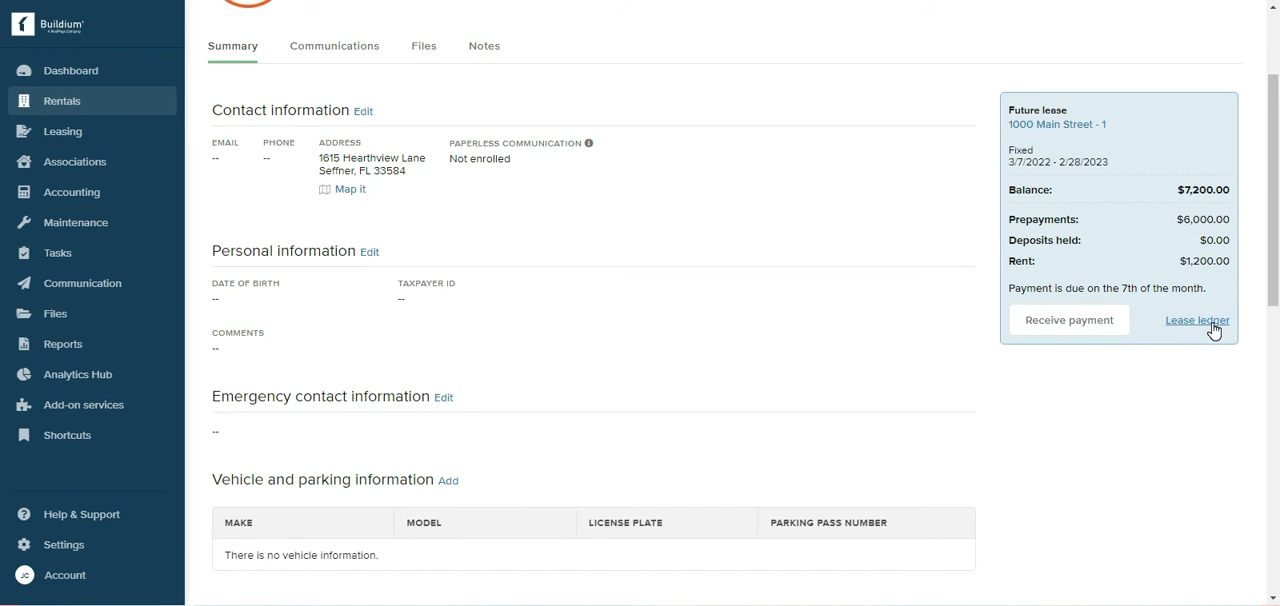 Buildium®
A RealPage Company
Dashboard
Rentals
Leasing
Associations
Accounting
Maintenance
Tasks
Communication
Files
Reports
Analytics Hub
Add-on services
Shortcuts
Help & Support
Settings
JC Account
Summary Communications Files Notes
Contact information Edit
EMAIL PHONE ADDRESS PAPERLESS COMMUNICATION
-- -- 1615 Hearthview Lane Not enrolled
Seffner, FL 33584
Map it
Personal information Edit
DATE OF BIRTH TAXPAYER ID
-- --
COMMENTS
--
Emergency contact information Edit
--
Vehicle and parking information Add
MAKE MODEL LICENSE PLATE PARKING PASS NUMBER
There is no vehicle information.
Future lease
1000 Main Street - 1
Fixed
3/7/2022 - 2/28/2023
Balance: $7,200.00
Prepayments: $6,000.00
Deposits held: $0.00
Rent: $1,200.00
Payment is due on the 7th of the month.
Receive payment Lease ledger